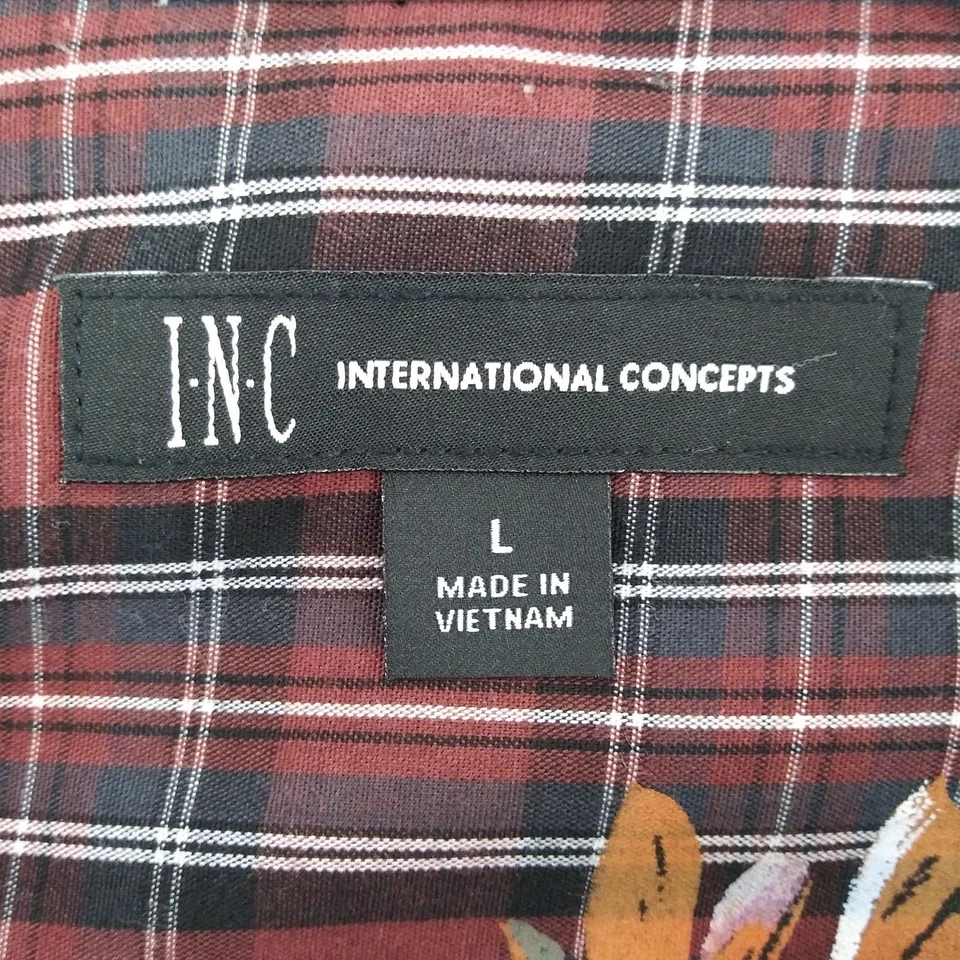 I·N·C INTERNATIONAL CONCEPTS
L
MADE IN
VIETNAM